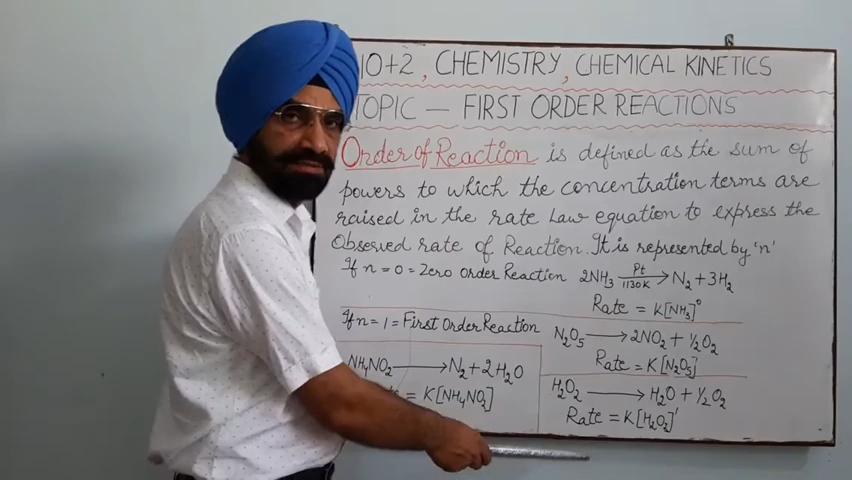 10+2, CHEMISTRY, CHEMICAL KINETICS
TOPIC — FIRST ORDER REACTIONS
Order of Reaction is defined as the sum of
powers to which the concentration terms are
raised in the rate Law equation to express the
Observed rate of Reaction. It is represented by 'n'
If n = 0 = Zero Order Reaction 2NH₃ —Pt/1130K→ N₂ + 3H₂
Rate = K[NH₃]⁰
If n = 1 = First Order Reaction
N₂O₅ → 2NO₂ + ½O₂
Rate = K[N₂O₅]
NH₄NO₂ → N₂ + 2H₂O
= K[NH₄NO₂]
H₂O₂ → H₂O + ½O₂
Rate = K[H₂O₂]'